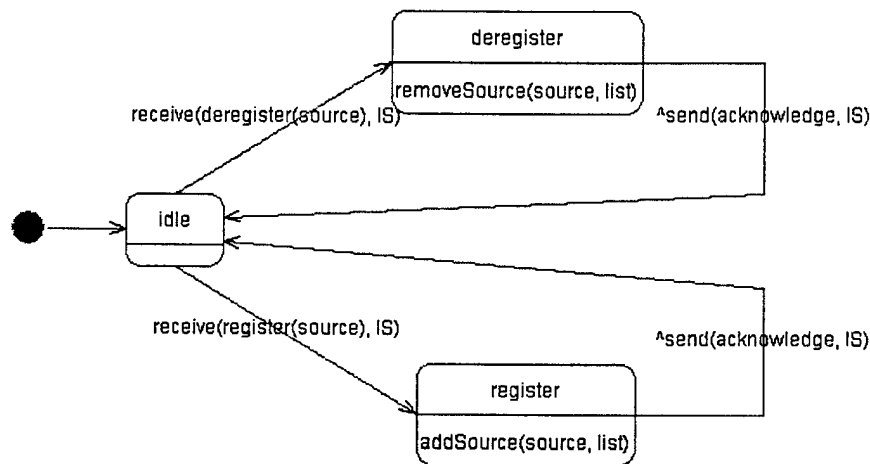 deregister
removeSource(source, list)
receive(deregister(source), IS)
^send(acknowledge, IS)
idle
receive(register(source), IS)
^send(acknowledge, IS)
register
addSource(source, list)